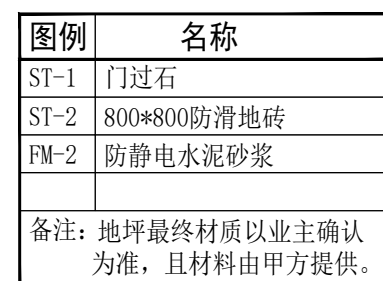 图例 名称
ST-1 门过石
ST-2 800*800防滑地砖
FM-2 防静电水泥砂浆
备注：地坪最终材质以业主确认
为准，且材料由甲方提供。